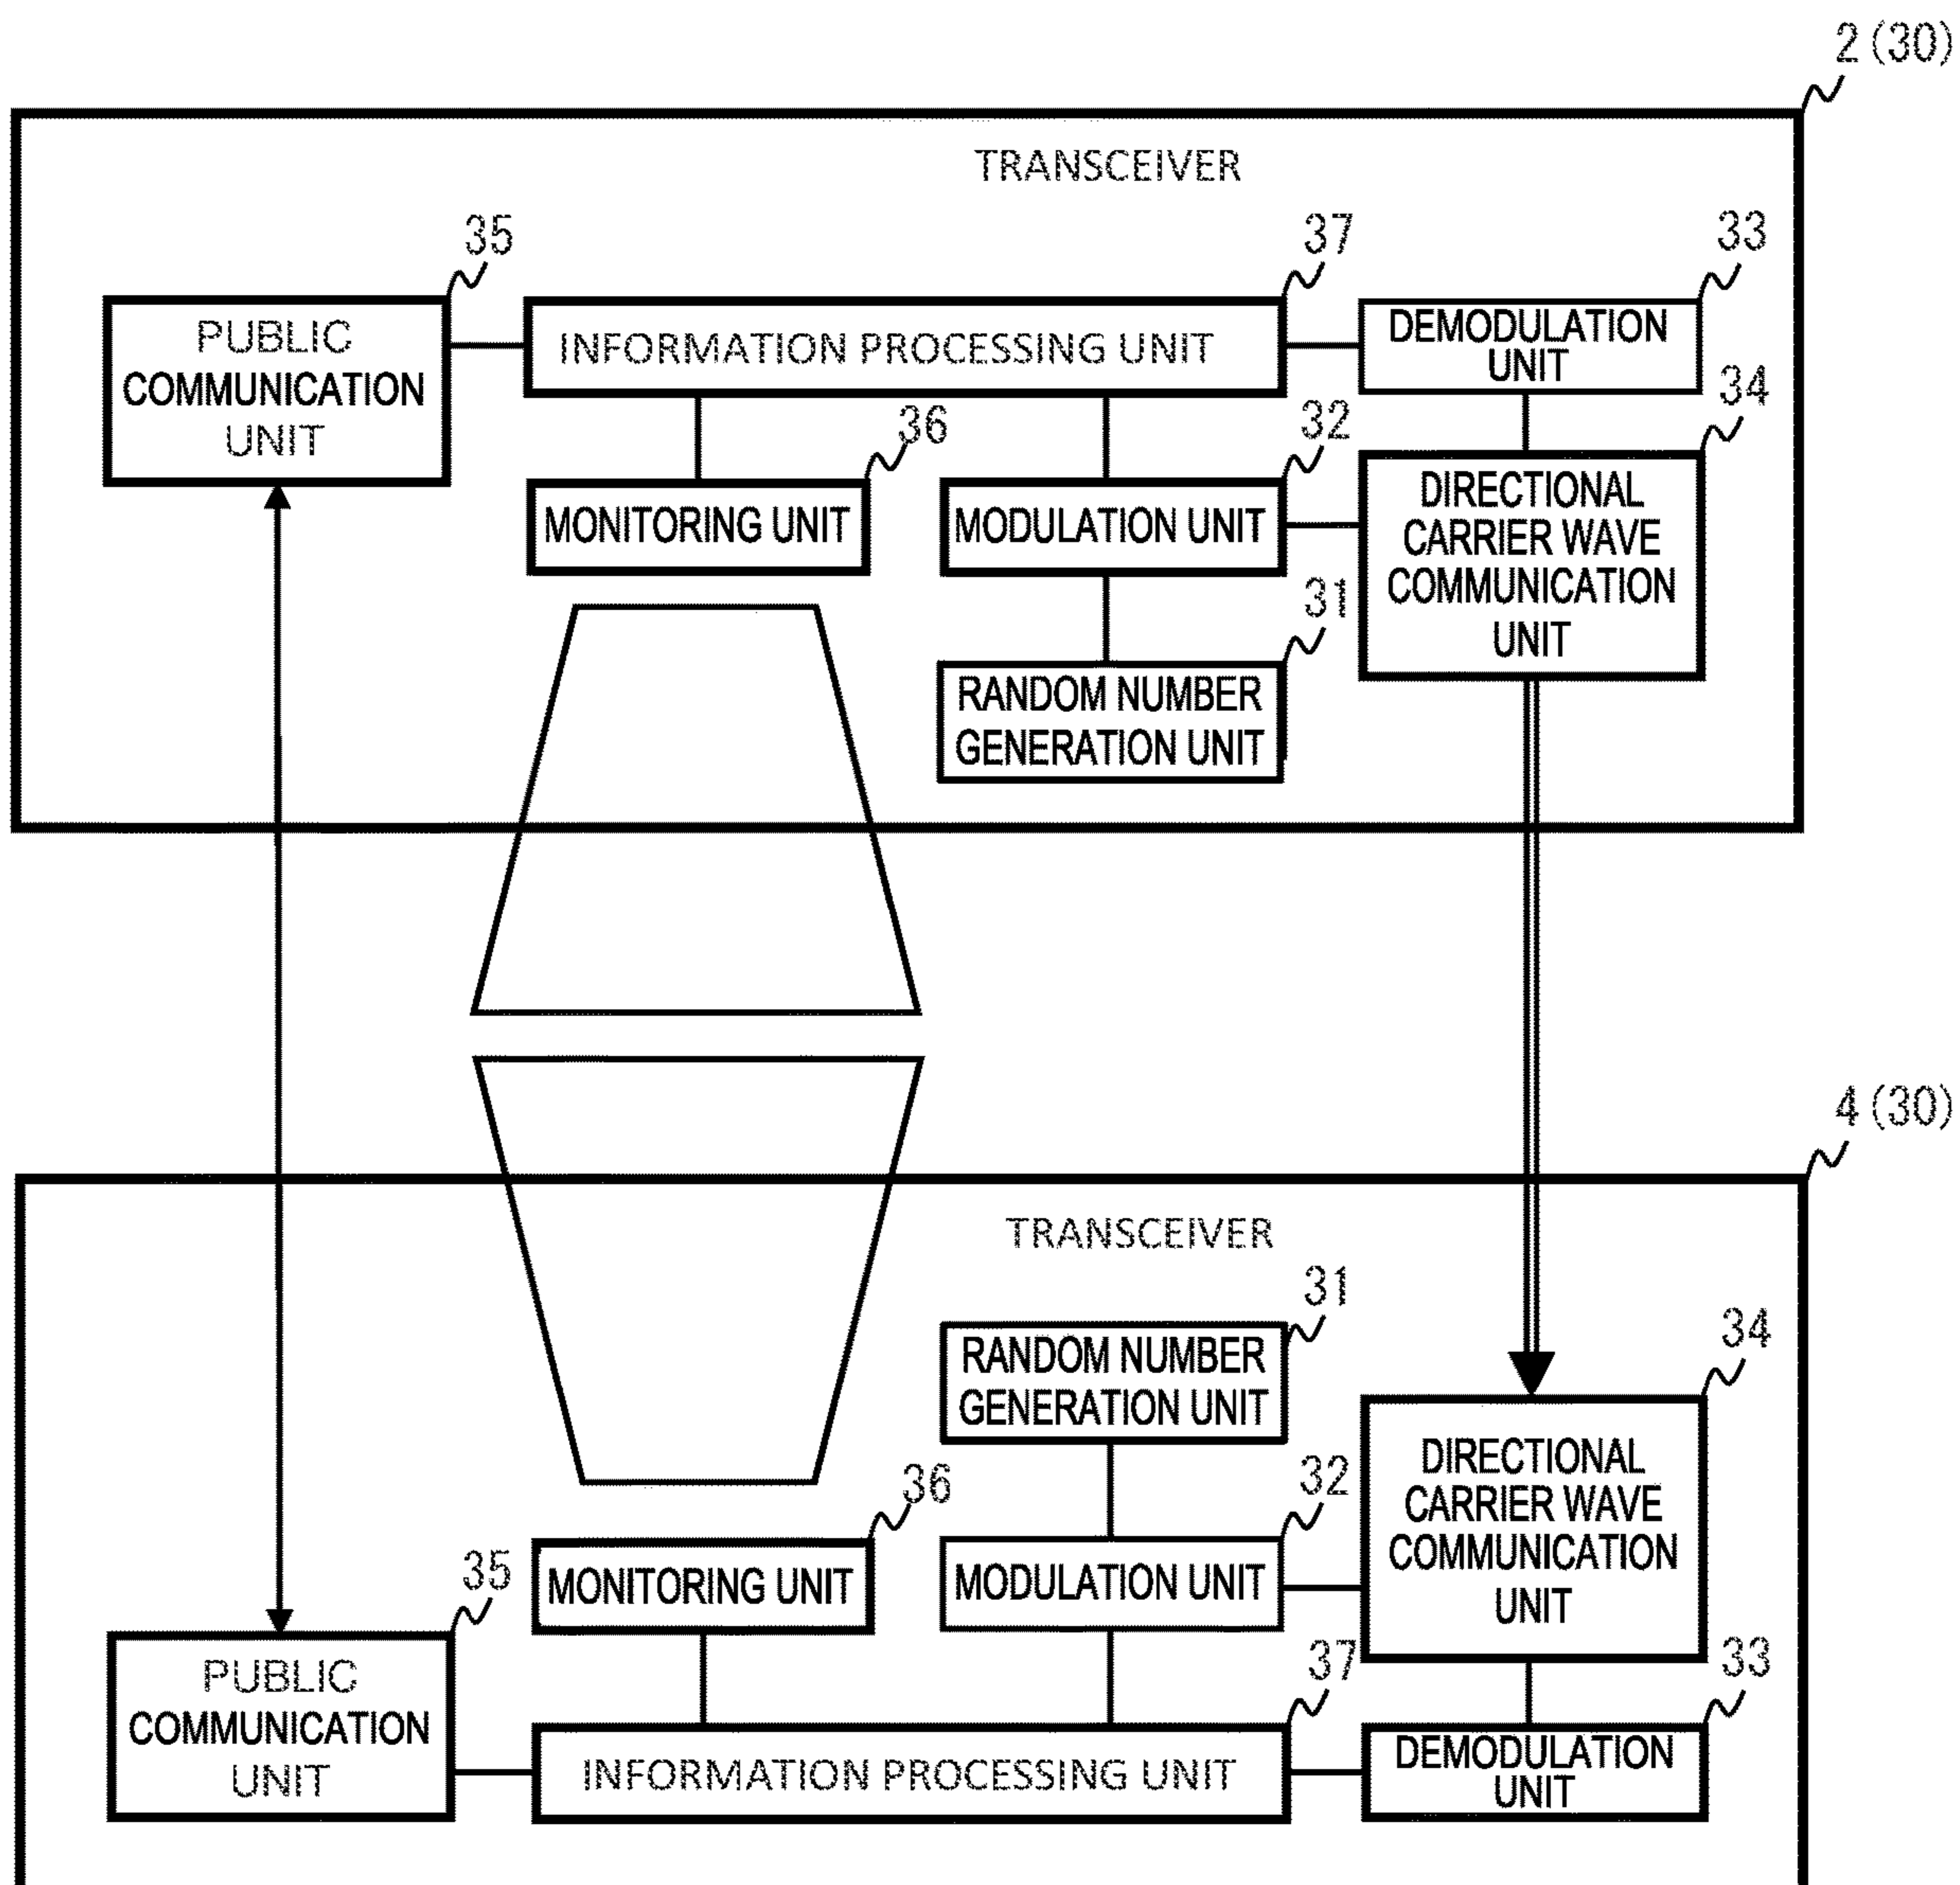 2 (30)
TRANSCEIVER
35
37
33
PUBLIC
COMMUNICATION
UNIT
INFORMATION PROCESSING UNIT
DEMODULATION
UNIT
36
32
34
MONITORING UNIT
MODULATION UNIT
DIRECTIONAL
CARRIER WAVE
COMMUNICATION
UNIT
31
RANDOM NUMBER
GENERATION UNIT
4 (30)
TRANSCEIVER
31
RANDOM NUMBER
GENERATION UNIT
34
DIRECTIONAL
CARRIER WAVE
COMMUNICATION
UNIT
36
32
MONITORING UNIT
MODULATION UNIT
35
37
33
PUBLIC
COMMUNICATION
UNIT
INFORMATION PROCESSING UNIT
DEMODULATION
UNIT